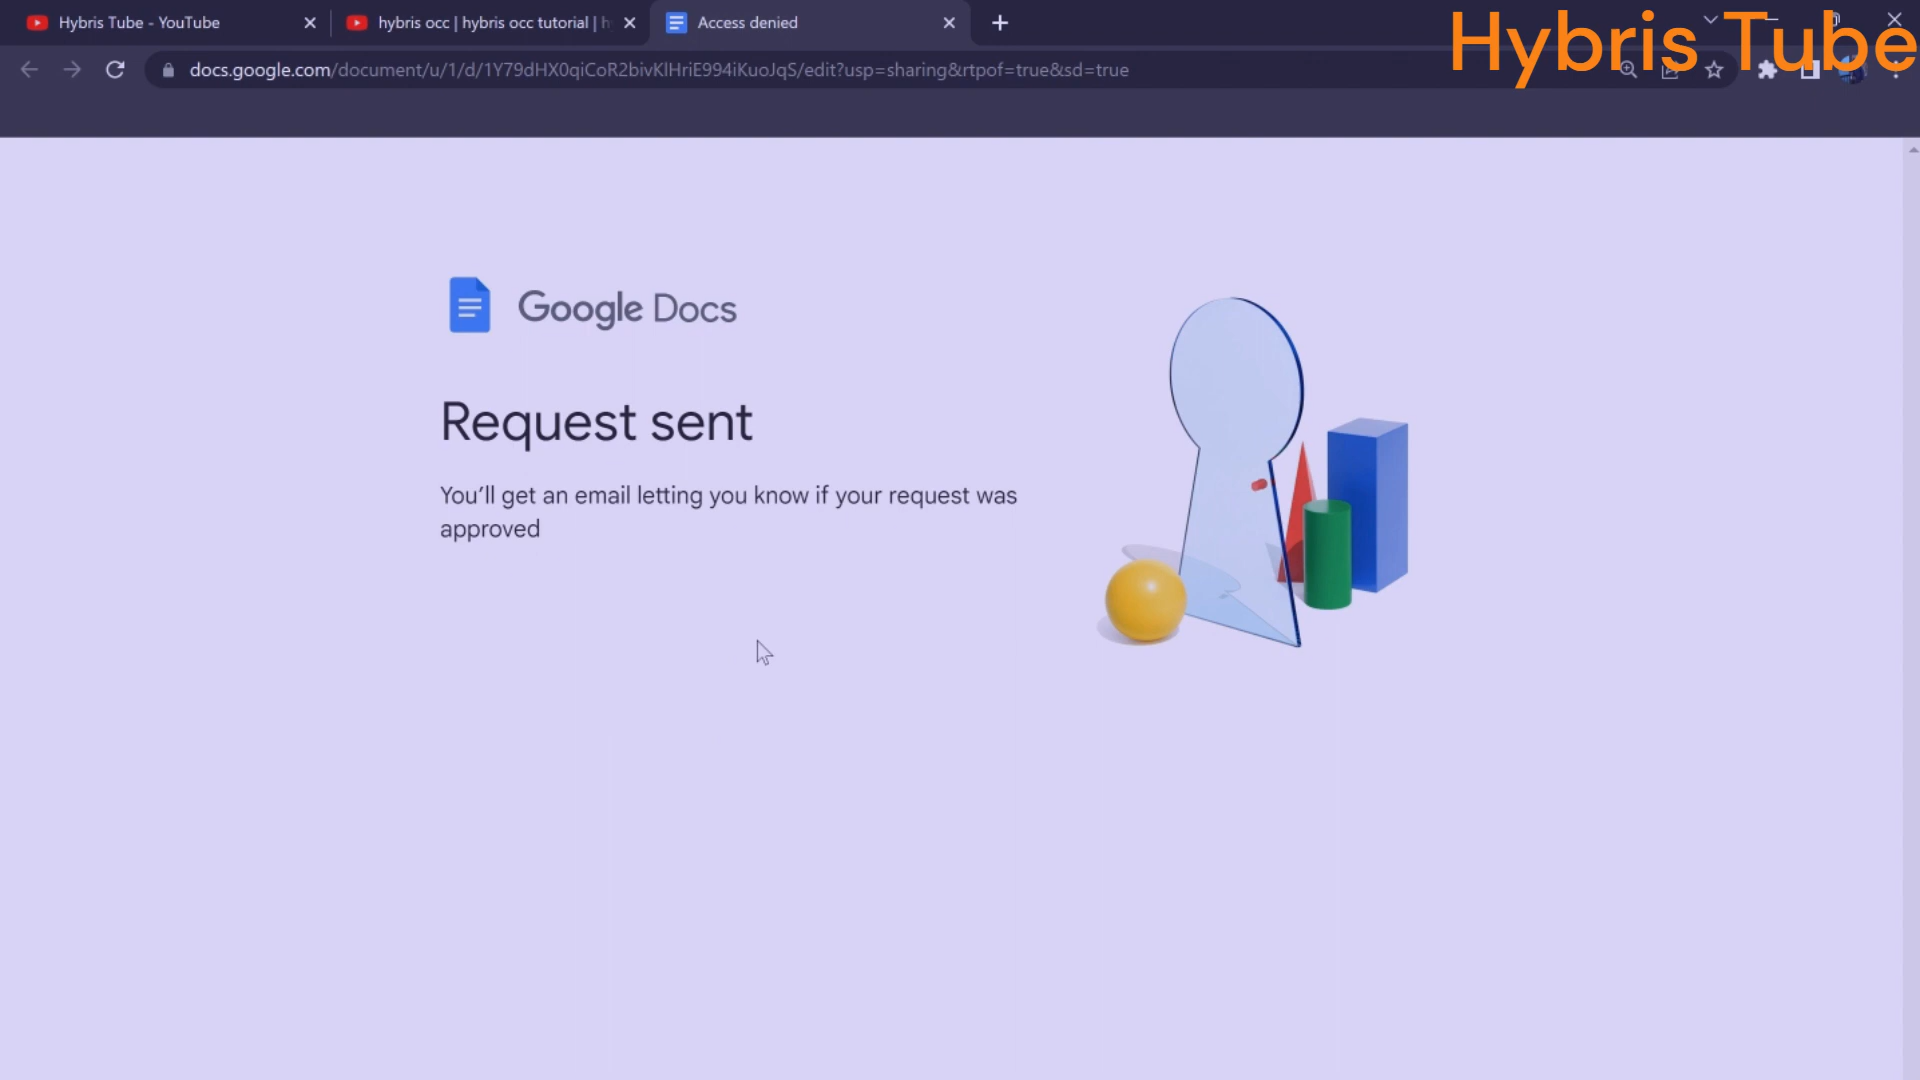 Hybris Tube - YouTube
hybris occ | hybris occ tutorial | h
Access denied
Hybris Tube
docs.google.com/document/u/1/d/1Y79dHX0qiCoR2bivKlHriE994iKuoJqS/edit?usp=sharing&rtpof=true&sd=true
Google Docs
Request sent
You’ll get an email letting you know if your request was
approved